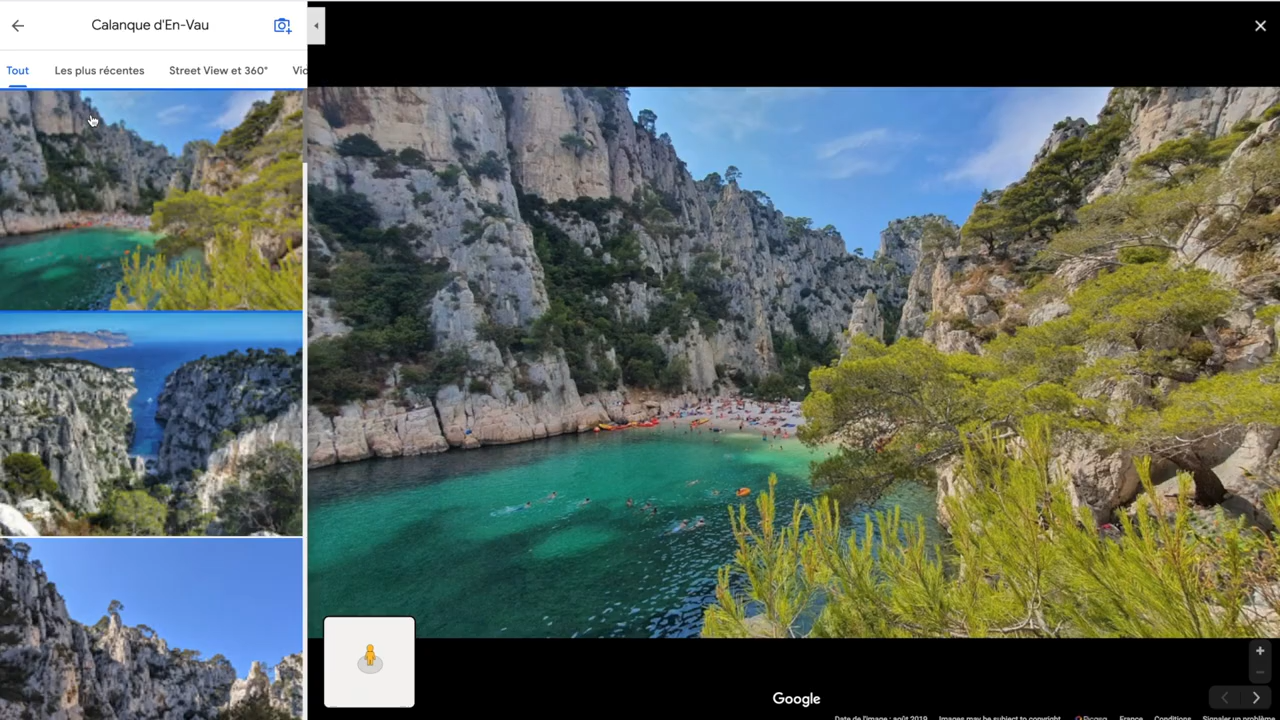 Calanque d'En-Vau
Tout Les plus récentes Street View et 360° Vid
Google
Date de l'image : août 2019 Images may be subject to copyright. France Conditions Signaler un problème